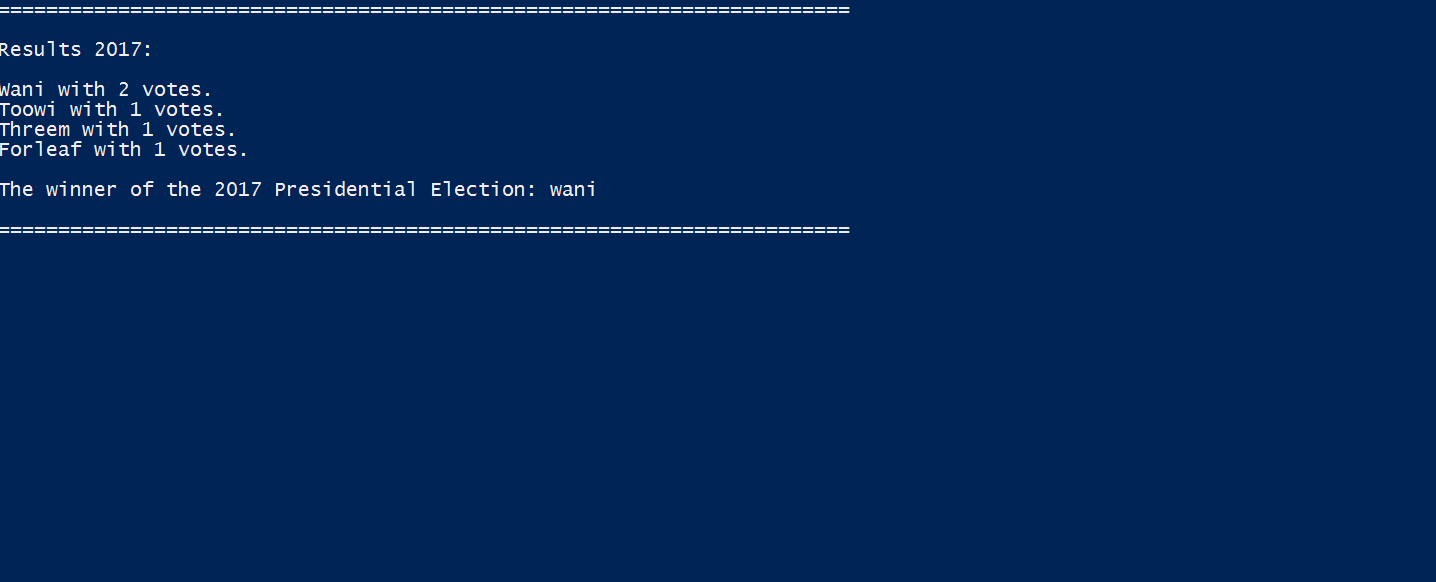 =======================================================================
Results 2017:
Wani with 2 votes.
Toowi with 1 votes.
Threem with 1 votes.
Forleaf with 1 votes.
The winner of the 2017 Presidential Election: wani
=======================================================================